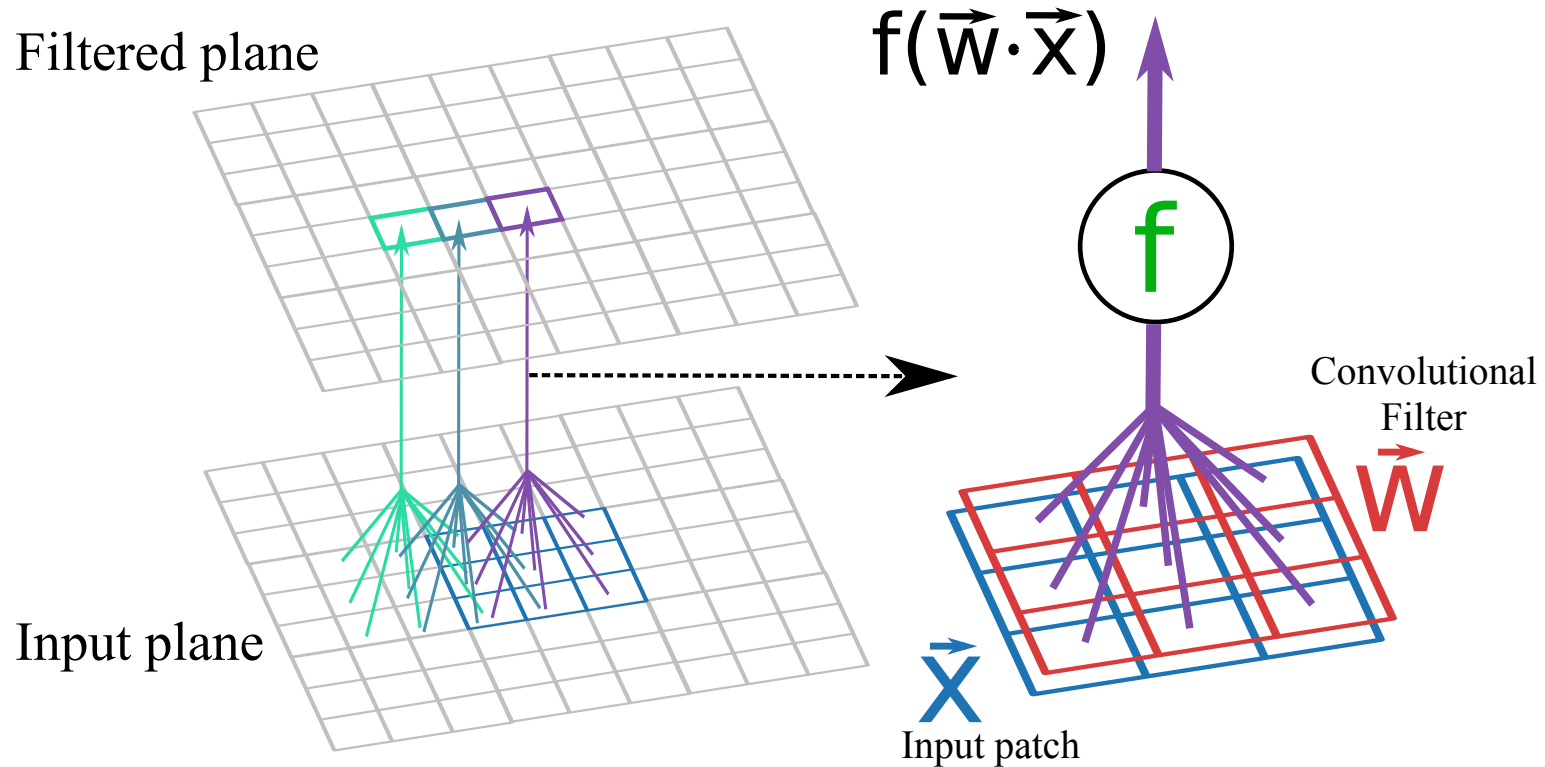 Filtered plane
f(w⃗·x⃗)
f
Convolutional
Filter
w⃗
Input plane
x⃗
Input patch